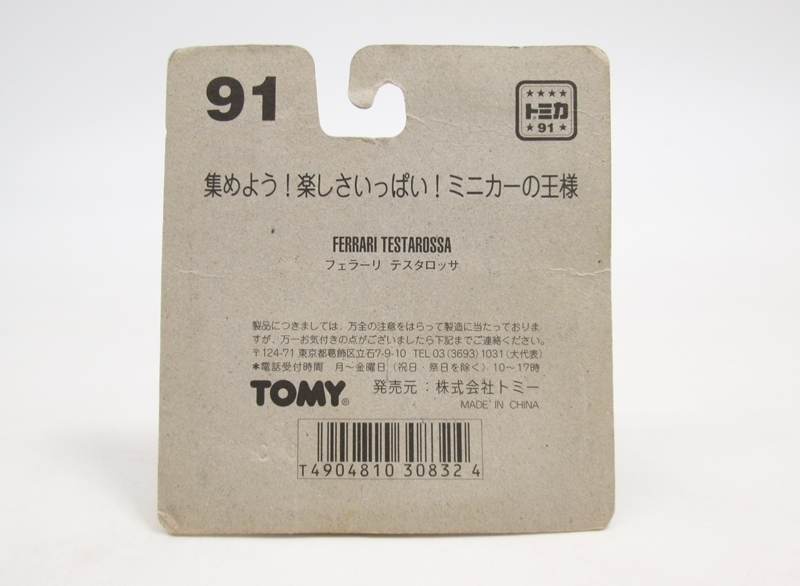 91
★★★★
トミカ
★91★
集めよう!楽しさいっぱい!ミニカーの王様
FERRARI TESTAROSSA
フェラーリ テスタロッサ
製品につきましては、万全の注意をはらって製造に当たっておりま
すが、万一お気付きの点がございましたら下記までご連絡ください。
〒124-71 東京都葛飾区立石7-9-10 TEL 03(3693)1031(大代表)
*電話受付時間 月〜金曜日(祝日・祭日を除く)10〜17時
TOMY® 発売元:株式会社トミー
MADE IN CHINA
T4904810 30832 4